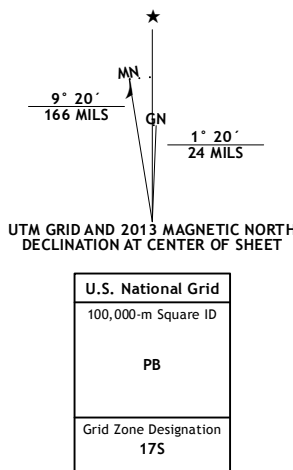 ★
MN
GN
9° 20´
166 MILS
1° 20´
24 MILS
UTM GRID AND 2013 MAGNETIC NORTH
DECLINATION AT CENTER OF SHEET
U.S. National Grid
100,000-m Square ID
PB
Grid Zone Designation
17S